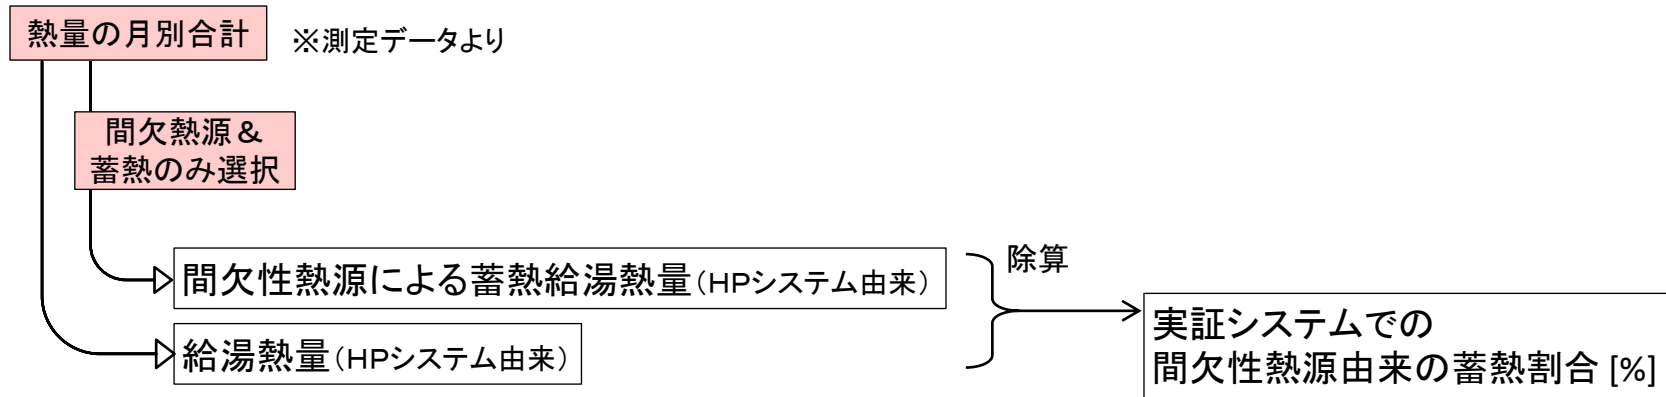 熱量の月別合計
※測定データより
間欠熱源＆
蓄熱のみ選択
間欠性熱源による蓄熱給湯熱量（HPシステム由来）
除算
給湯熱量（HPシステム由来）
実証システムでの
間欠性熱源由来の蓄熱割合 [%]